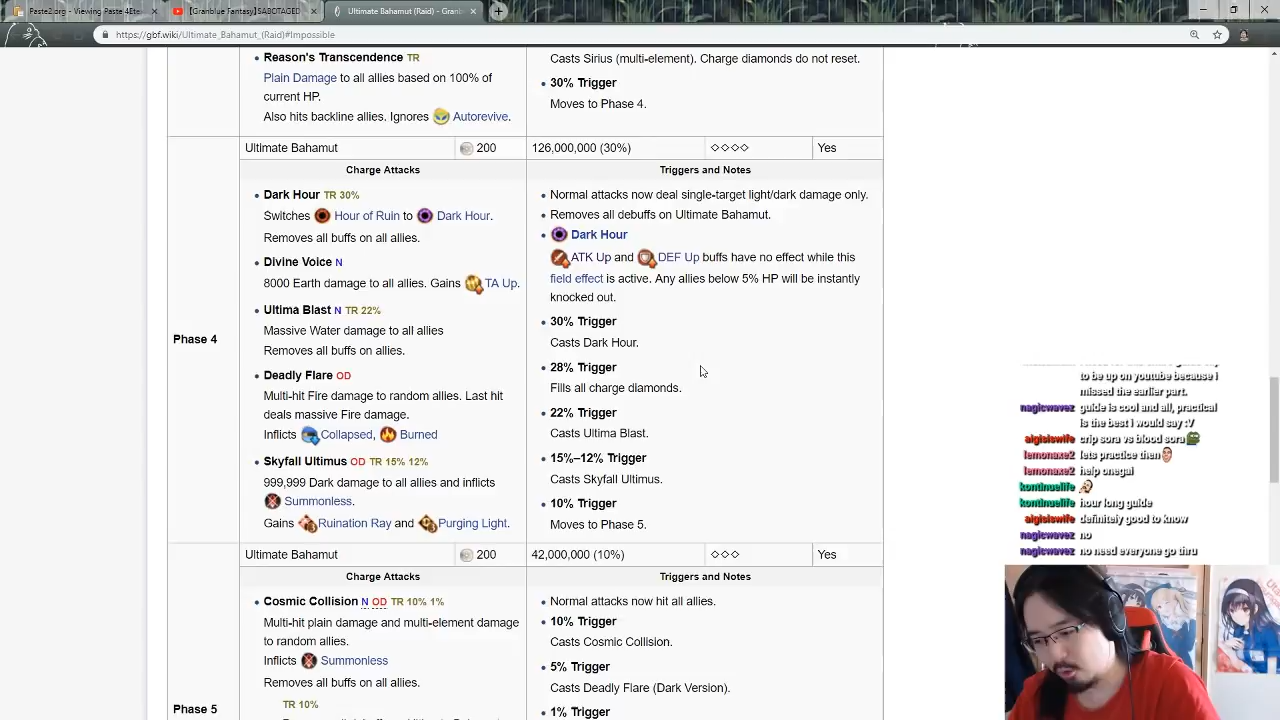 Paste2.org - Viewing Paste 4Ete
【Granblue Fantasy】SABOTAGED
Ultimate Bahamut (Raid) - Granb
https://gbf.wiki/Ultimate_Bahamut_(Raid)#Impossible
Reason's Transcendence TR
Plain Damage to all allies based on 100% of
current HP.
Also hits backline allies. Ignores Autorevive.
Casts Sirius (multi-element). Charge diamonds do not reset.
30% Trigger
Moves to Phase 4.
Phase 4
Ultimate Bahamut 200 126,000,000 (30%) ◇◇◇◇ Yes
Charge Attacks
Dark Hour TR 30%
Switches Hour of Ruin to Dark Hour.
Removes all buffs on all allies.
Divine Voice N
8000 Earth damage to all allies. Gains TA Up.
Ultima Blast N TR 22%
Massive Water damage to all allies
Removes all buffs on allies.
Deadly Flare OD
Multi-hit Fire damage to random allies. Last hit
deals massive Fire damage.
Inflicts Collapsed, Burned
Skyfall Ultimus OD TR 15% 12%
999,999 Dark damage to all allies and inflicts
Summonless.
Gains Ruination Ray and Purging Light.
Triggers and Notes
Normal attacks now deal single-target light/dark damage only.
Removes all debuffs on Ultimate Bahamut.
Dark Hour
ATK Up and DEF Up buffs have no effect while this
field effect is active. Any allies below 5% HP will be instantly
knocked out.
30% Trigger
Casts Dark Hour.
28% Trigger
Fills all charge diamonds.
22% Trigger
Casts Ultima Blast.
15%–12% Trigger
Casts Skyfall Ultimus.
10% Trigger
Moves to Phase 5.
Phase 5
Ultimate Bahamut 200 42,000,000 (10%) ◇◇◇ Yes
Charge Attacks
Cosmic Collision N OD TR 10% 1%
Multi-hit plain damage and multi-element damage
to random allies.
Inflicts Summonless
Removes all buffs on all allies.
TR 10%
Triggers and Notes
Normal attacks now hit all allies.
10% Trigger
Casts Cosmic Collision.
5% Trigger
Casts Deadly Flare (Dark Version).
1% Trigger
to be up on youtube because i
missed the earlier part.
nagicwavez guide is cool and all, practical
is the best i would say :V
aigisiswife crip sora vs blood sora
lemonaxe2 lets practice then
lemonaxe2 help onegai
kontinuelife
kontinuelife hour long guide
aigisiswife definitely good to know
nagicwavez no
nagicwavez no need everyone go thru